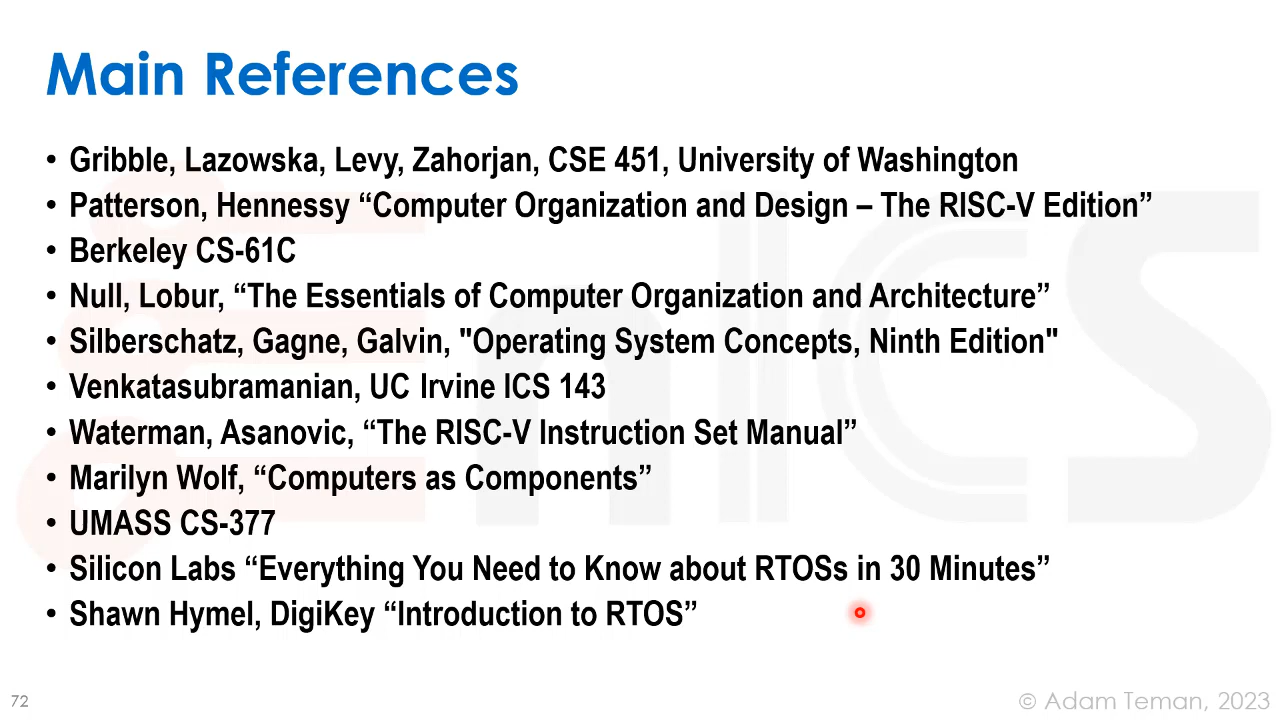 Main References
• Gribble, Lazowska, Levy, Zahorjan, CSE 451, University of Washington
• Patterson, Hennessy “Computer Organization and Design – The RISC-V Edition”
• Berkeley CS-61C
• Null, Lobur, “The Essentials of Computer Organization and Architecture”
• Silberschatz, Gagne, Galvin, "Operating System Concepts, Ninth Edition"
• Venkatasubramanian, UC Irvine ICS 143
• Waterman, Asanovic, “The RISC-V Instruction Set Manual”
• Marilyn Wolf, “Computers as Components”
• UMASS CS-377
• Silicon Labs “Everything You Need to Know about RTOSs in 30 Minutes”
• Shawn Hymel, DigiKey “Introduction to RTOS”
72
© Adam Teman, 2023
EnICS